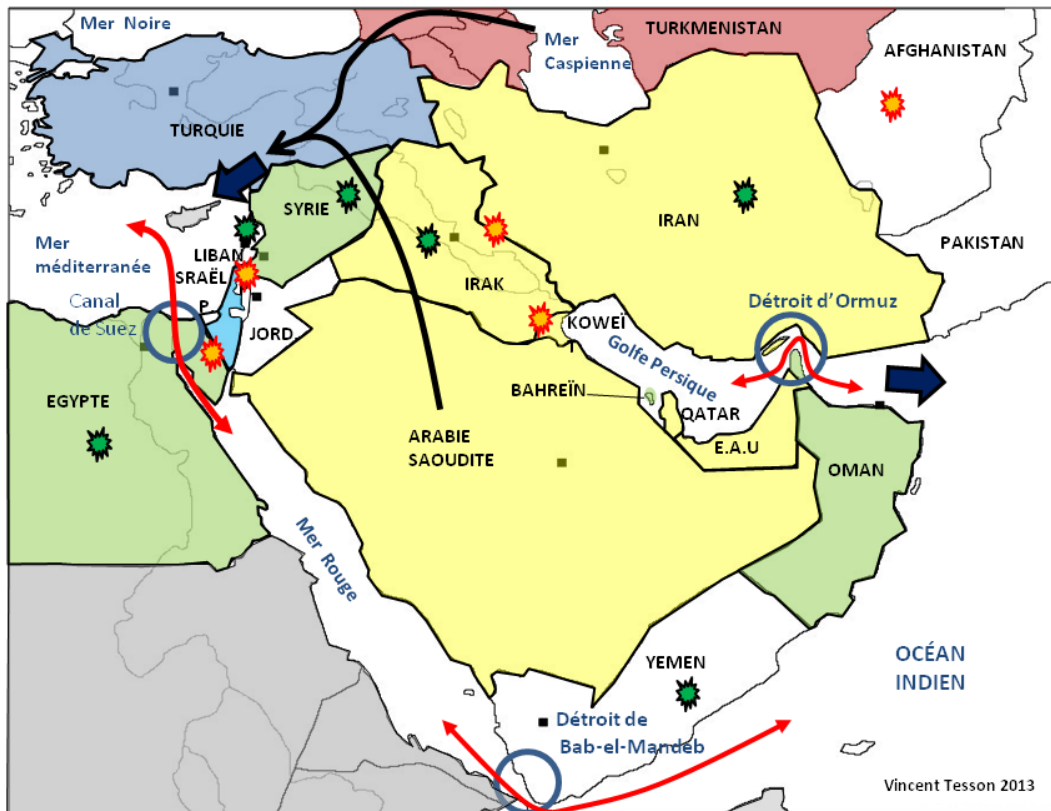 Mer Noire
TURKMENISTAN
Mer
Caspienne
AFGHANISTAN
TURQUIE
SYRIE
IRAN
PAKISTAN
Mer
méditerranée
LIBAN
SRAËL
P.
IRAK
Canal
de Suez
JORD.
KOWEÏ
T
Détroit d'Ormuz
Golfe Persique
EGYPTE
BAHREÏN
QATAR
ARABIE
SAOUDITE
E.A.U
OMAN
Mer Rouge
YEMEN
OCÉAN
INDIEN
Détroit de
Bab-el-Mandeb
Vincent Tesson 2013